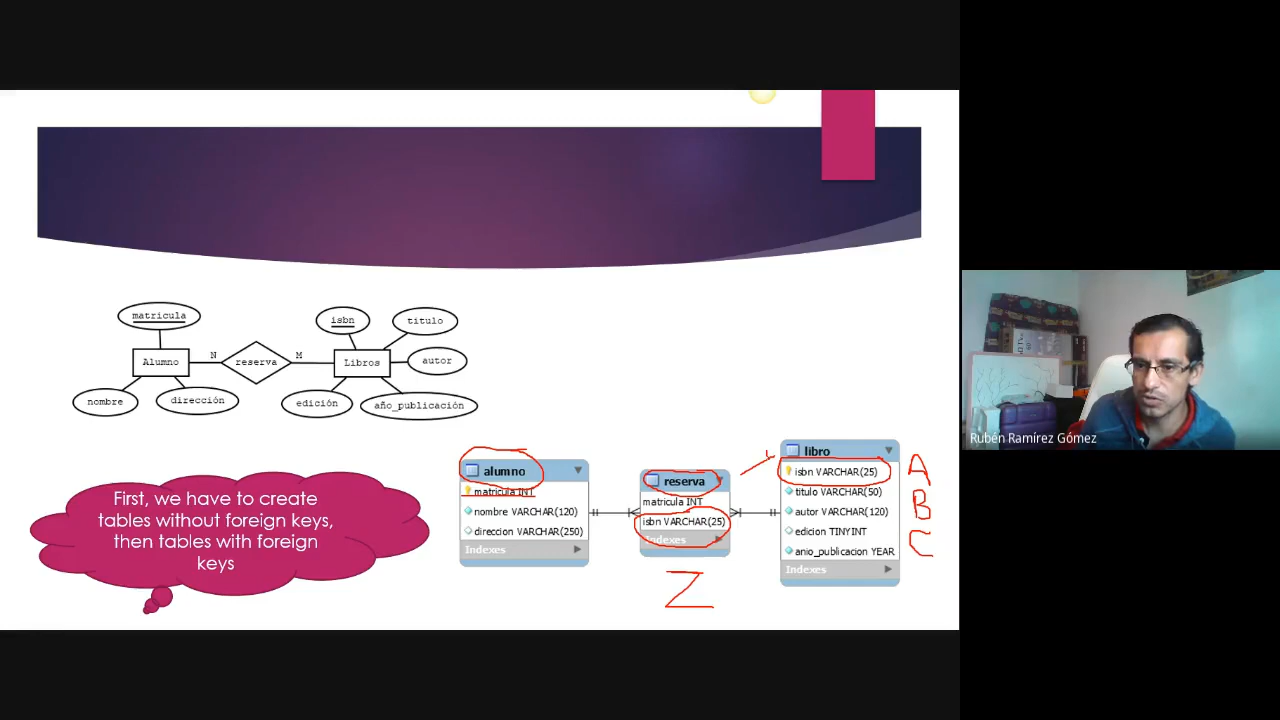 matricula
isbn
titulo
Alumno
N
reserva
M
Libros
autor
nombre
dirección
edición
año_publicación
First, we have to create
tables without foreign keys,
then tables with foreign
keys
alumno
matricula INT
nombre VARCHAR(120)
direccion VARCHAR(250)
Indexes
reserva
matricula INT
isbn VARCHAR(25)
Indexes
Z
libro
isbn VARCHAR(25)
titulo VARCHAR(50)
autor VARCHAR(120)
edicion TINYINT
anio_publicacion YEAR
Indexes
A
B
C
Rubén Ramírez Gómez